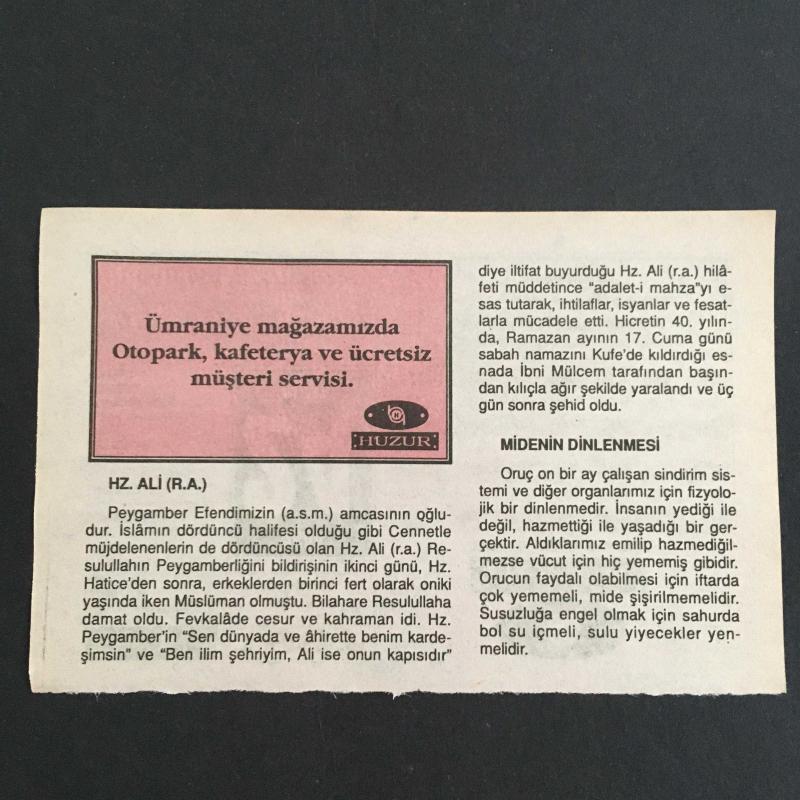 Ümraniye mağazamızda
Otopark, kafeterya ve ücretsiz
müşteri servisi.
HUZUR
HZ. ALİ (R.A.)
Peygamber Efendimizin (a.s.m.) amcasının oğlu-
dur. İslâmın dördüncü halifesi olduğu gibi Cennetle
müjdelenenlerin de dördüncüsü olan Hz. Ali (r.a.) Re-
sulullahın Peygamberliğini bildirişinin ikinci günü, Hz.
Hatice'den sonra, erkeklerden birinci fert olarak oniki
yaşında iken Müslüman olmuştu. Bilahare Resulullaha
damat oldu. Fevkalâde cesur ve kahraman idi. Hz.
Peygamber'in "Sen dünyada ve âhirette benim karde-
şimsin" ve "Ben ilim şehriyim, Ali ise onun kapısıdır"
diye iltifat buyurduğu Hz. Ali (r.a.) hilâ-
feti müddetince "adalet-i mahza"yı e-
sas tutarak, ihtilaflar, isyanlar ve fesat-
larla mücadele etti. Hicretin 40. yılın-
da, Ramazan ayının 17. Cuma günü
sabah namazını Kufe'de kıldırdığı es-
nada İbni Mülcem tarafından başın-
dan kılıçla ağır şekilde yaralandı ve üç
gün sonra şehid oldu.
MİDENİN DİNLENMESİ
Oruç on bir ay çalışan sindirim sis-
temi ve diğer organlarımız için fizyolo-
jik bir dinlenmedir. İnsanın yediği ile
değil, hazmettiği ile yaşadığı bir ger-
çektir. Aldıklarımız emilip hazmediğil-
mezse vücut için hiç yememiş gibidir.
Orucun faydalı olabilmesi için iftarda
çok yememeli, mide şişirilmemelidir.
Susuzluğa engel olmak için sahurda
bol su içmeli, sulu yiyecekler yen-
melidir.